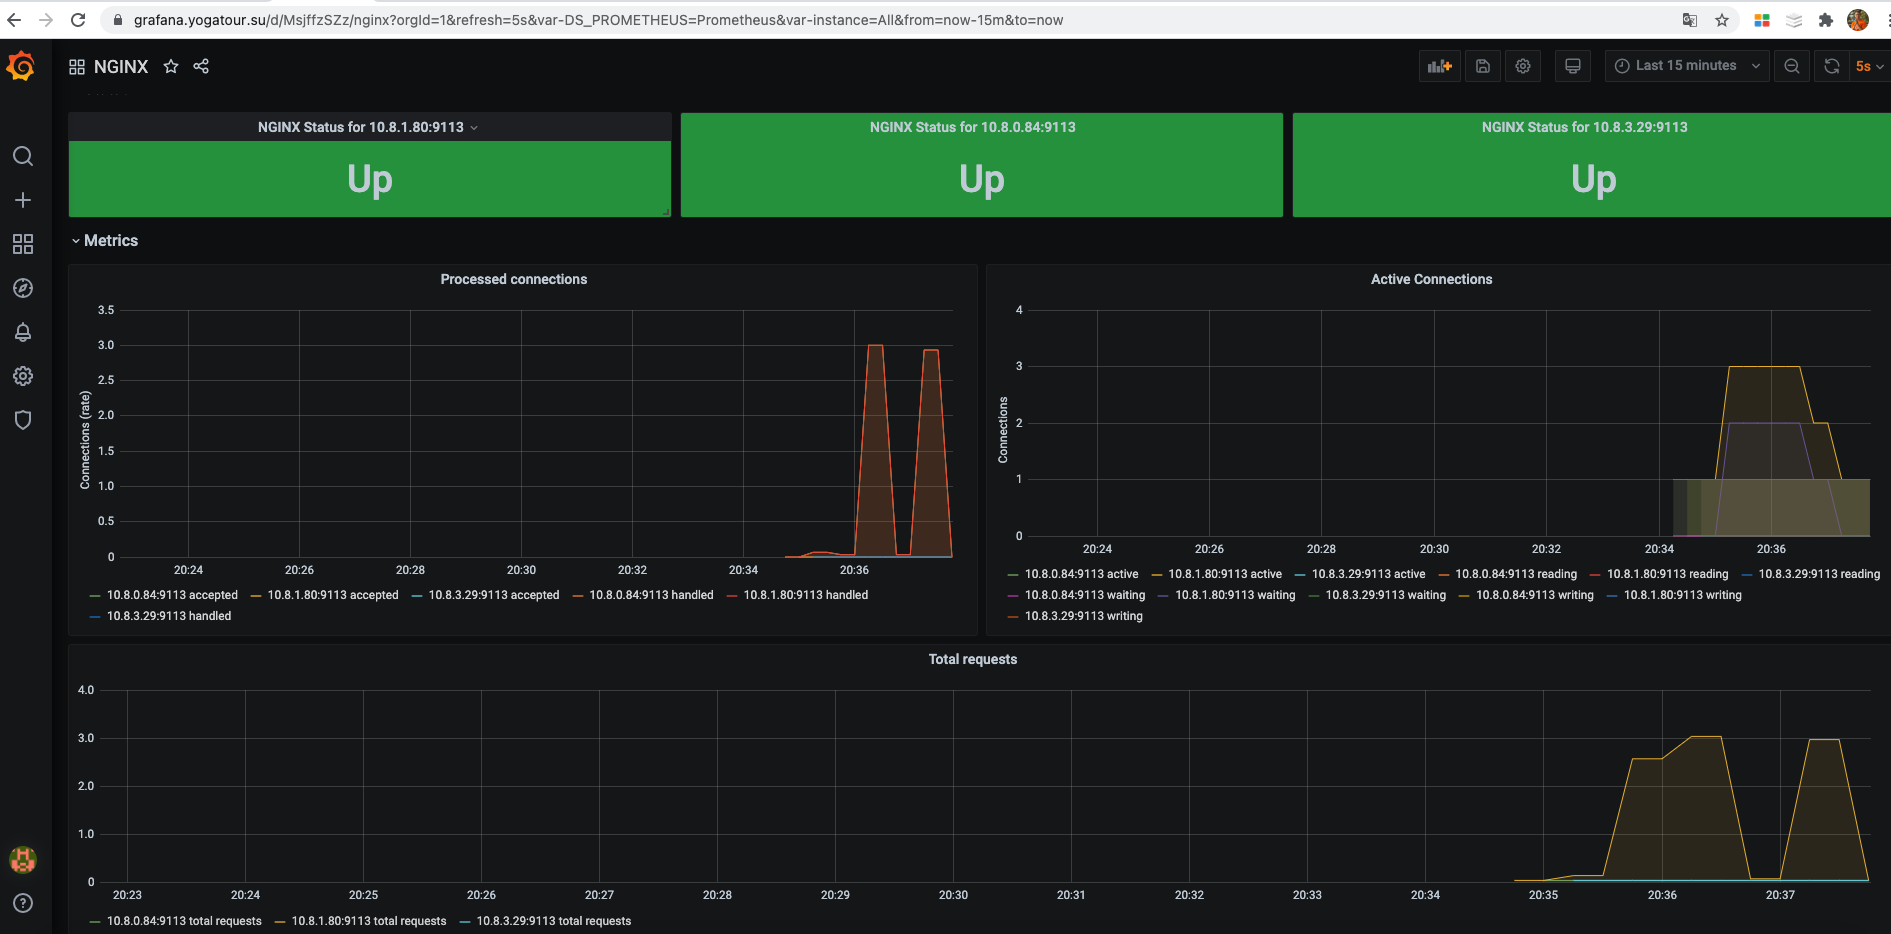 grafana.yogatour.su/d/MsjffzSZz/nginx?orgId=1&refresh=5s&var-DS_PROMETHEUS=Prometheus&var-instance=All&from=now-15m&to=now
NGINX
Last 15 minutes
5s
NGINX Status for 10.8.1.80:9113
NGINX Status for 10.8.0.84:9113
NGINX Status for 10.8.3.29:9113
Up
Up
Up
Metrics
Processed connections
Connections (rate)
3.5
3.0
2.5
2.0
1.5
1.0
0.5
0
20:24 20:26 20:28 20:30 20:32 20:34 20:36
10.8.0.84:9113 accepted 10.8.1.80:9113 accepted 10.8.3.29:9113 accepted 10.8.0.84:9113 handled 10.8.1.80:9113 handled
10.8.3.29:9113 handled
Active Connections
Connections
4
3
2
1
0
20:24 20:26 20:28 20:30 20:32 20:34 20:36
10.8.0.84:9113 active 10.8.1.80:9113 active 10.8.3.29:9113 active 10.8.0.84:9113 reading 10.8.1.80:9113 reading 10.8.3.29:9113 reading
10.8.0.84:9113 waiting 10.8.1.80:9113 waiting 10.8.3.29:9113 waiting 10.8.0.84:9113 writing 10.8.1.80:9113 writing
10.8.3.29:9113 writing
Total requests
4.0
3.0
2.0
1.0
0
20:23 20:24 20:25 20:26 20:27 20:28 20:29 20:30 20:31 20:32 20:33 20:34 20:35 20:36 20:37
10.8.0.84:9113 total requests 10.8.1.80:9113 total requests 10.8.3.29:9113 total requests